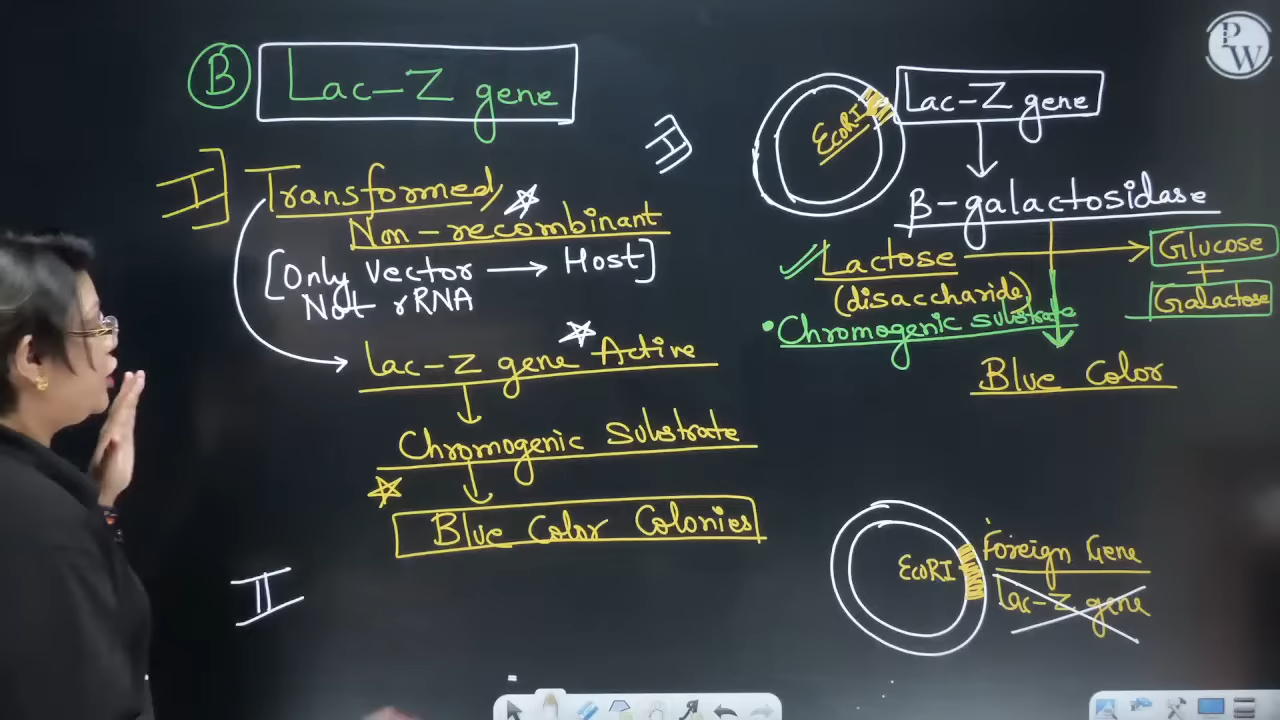 B Lac-Z gene
I Transformed,
Non-recombinant
[Only Vector → Host]
Not rRNA
lac-z gene Active
↓
Chromogenic Substrate
↓
Blue Color Colonies
II
PW
EcoRI
Lac-Z gene
↓
β-galactosidase
Lactose → Glucose
(disaccharide) +
Galactose
• Chromogenic substrate
Blue Color
EcoRI
Foreign Gene
Lac-Z gene